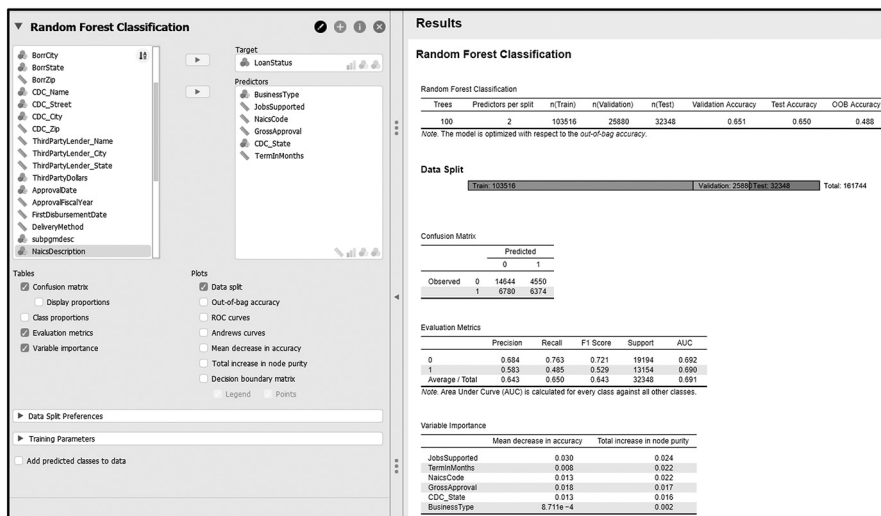 Random Forest Classification
BorrCity
BorrState
BorrZip
CDC_Name
CDC_Street
CDC_City
CDC_Zip
ThirdPartyLender_Name
ThirdPartyLender_City
ThirdPartyLender_State
ThirdPartyDollars
ApprovalDate
ApprovalFiscalYear
FirstDisbursementDate
DeliveryMethod
subpgmdesc
NaicsDescription
Target
LoanStatus
Predictors
BusinessType
JobsSupported
NaicsCode
GrossApproval
CDC_State
TermInMonths
Tables
Confusion matrix
Display proportions
Class proportions
Evaluation metrics
Variable importance
Plots
Data split
Out-of-bag accuracy
ROC curves
Andrews curves
Mean decrease in accuracy
Total increase in node purity
Decision boundary matrix
Legend Points
Data Split Preferences
Training Parameters
Add predicted classes to data
Results
Random Forest Classification
Random Forest Classification
Trees Predictors per split n(Train) n(Validation) n(Test) Validation Accuracy Test Accuracy OOB Accuracy
100 2 103516 25880 32348 0.651 0.650 0.488
Note. The model is optimized with respect to the out-of-bag accuracy.
Data Split
Train: 103516 Validation: 25880 Test: 32348 Total: 161744
Confusion Matrix
Predicted
0 1
Observed 0 14644 4550
1 6780 6374
Evaluation Metrics
Precision Recall F1 Score Support AUC
0 0.684 0.763 0.721 19194 0.692
1 0.583 0.485 0.529 13154 0.690
Average / Total 0.643 0.650 0.643 32348 0.691
Note. Area Under Curve (AUC) is calculated for every class against all other classes.
Variable Importance
Mean decrease in accuracy Total increase in node purity
JobsSupported 0.030 0.024
TermInMonths 0.008 0.022
NaicsCode 0.013 0.022
GrossApproval 0.018 0.017
CDC_State 0.013 0.016
BusinessType 8.711e −4 0.002